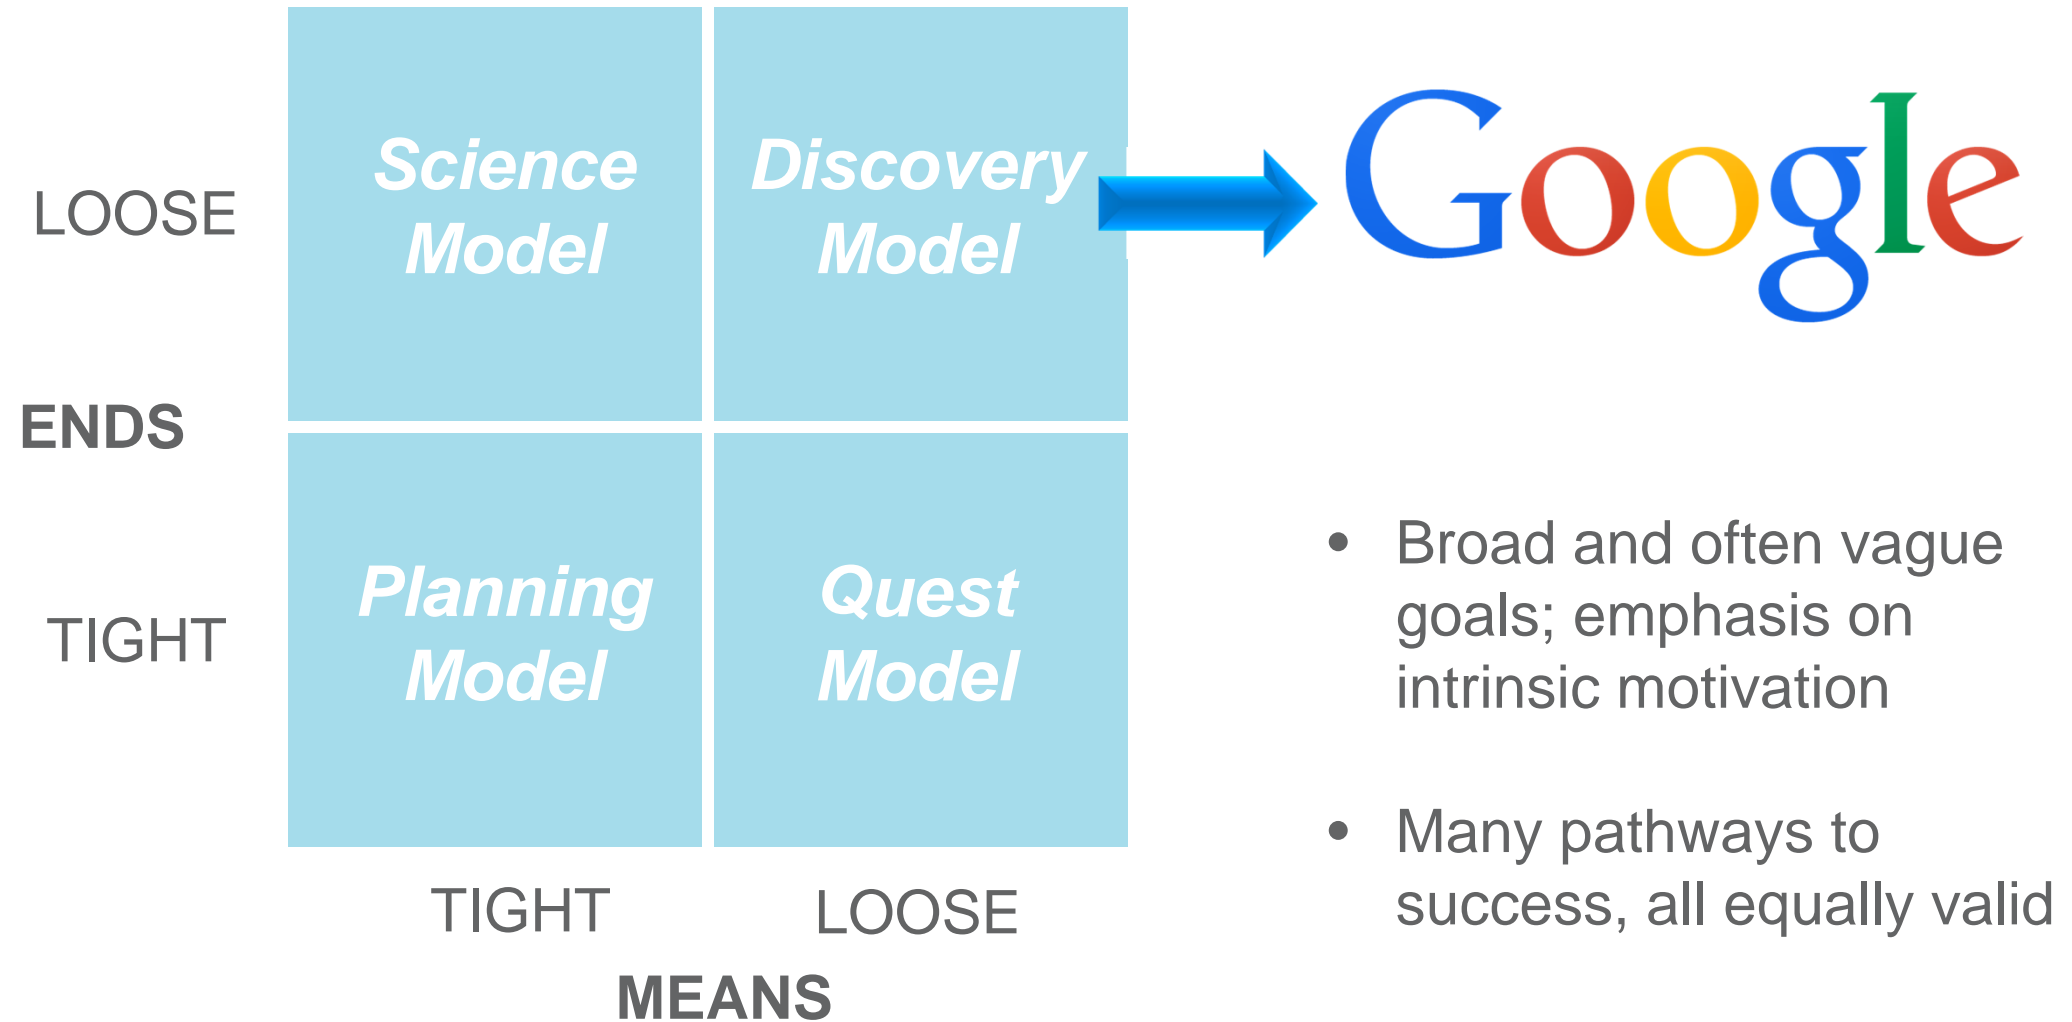 Science
Model
Discovery
Model
Google
LOOSE
ENDS
Planning
Model
Quest
Model
TIGHT
TIGHT
LOOSE
MEANS
• Broad and often vague
goals; emphasis on
intrinsic motivation
• Many pathways to
success, all equally valid